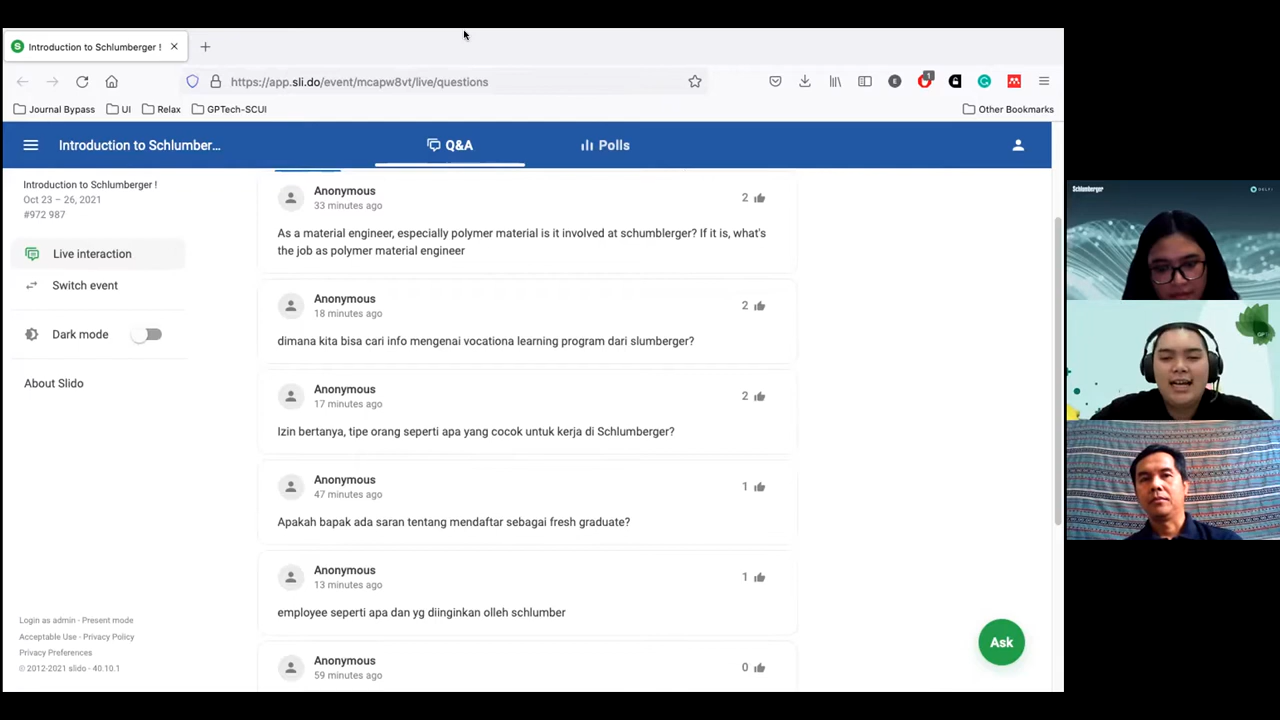 Introduction to Schlumberger !
https://app.sli.do/event/mcapw8vt/live/questions
1
Journal Bypass
UI
Relax
GPTech-SCUI
Other Bookmarks
Introduction to Schlumber...
Q&A
Polls
Introduction to Schlumberger !
Oct 23 – 26, 2021
#972 987
Live interaction
Switch event
Dark mode
About Slido
Login as admin - Present mode
Acceptable Use - Privacy Policy
Privacy Preferences
© 2012-2021 slido - 40.10.1
Anonymous
33 minutes ago
2
As a material engineer, especially polymer material is it involved at schumblerger? If it is, what's
the job as polymer material engineer
Anonymous
18 minutes ago
2
dimana kita bisa cari info mengenai vocationa learning program dari slumberger?
Anonymous
17 minutes ago
2
Izin bertanya, tipe orang seperti apa yang cocok untuk kerja di Schlumberger?
Anonymous
47 minutes ago
1
Apakah bapak ada saran tentang mendaftar sebagai fresh graduate?
Anonymous
13 minutes ago
1
employee seperti apa dan yg diinginkan olleh schlumber
Anonymous
59 minutes ago
0
Ask
Schlumberger
DELFI